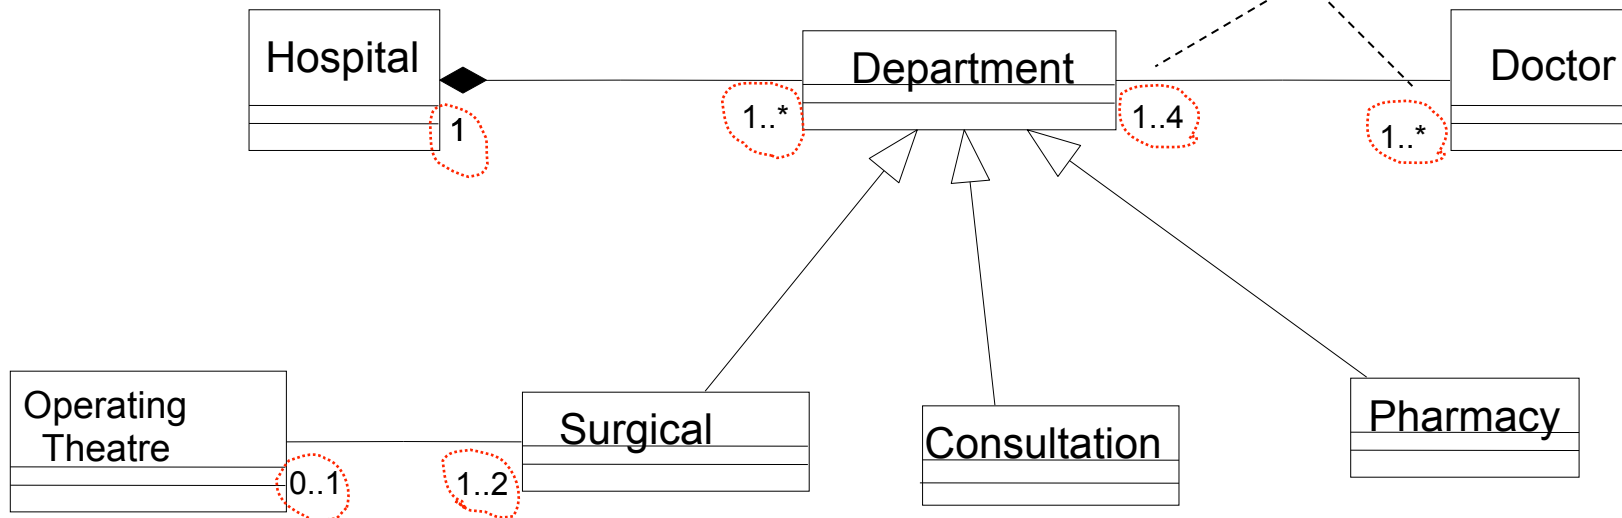 Hospital
Department
Doctor
1
1..*
1..4
1..*
Operating
Theatre
Surgical
Consultation
Pharmacy
0..1
1..2